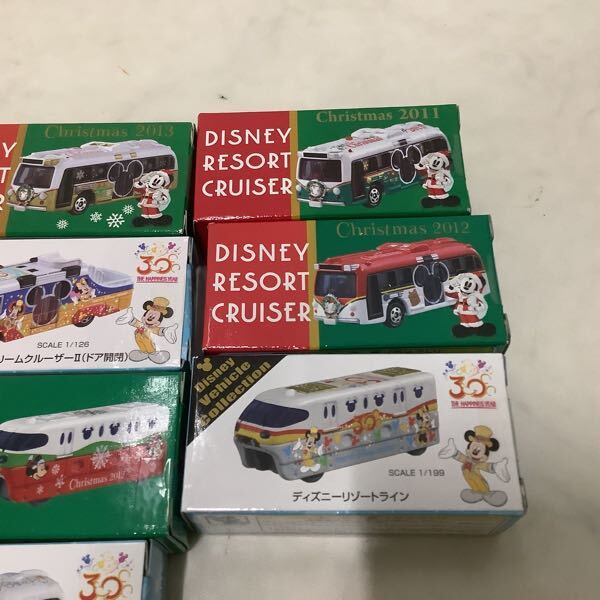 Christmas 2013
Christmas 2011
DISNEY
RESORT
CRUISER
Christmas 2012
DISNEY
RESORT
CRUISER
30
THE HAPPINESS YEAR
SCALE 1/126
リームクルーザーII(ドア開閉)
Disney
Vehicle
Collection
30
THE HAPPINESS YEAR
SCALE 1/199
ディズニーリゾートライン
Christmas 2012
30